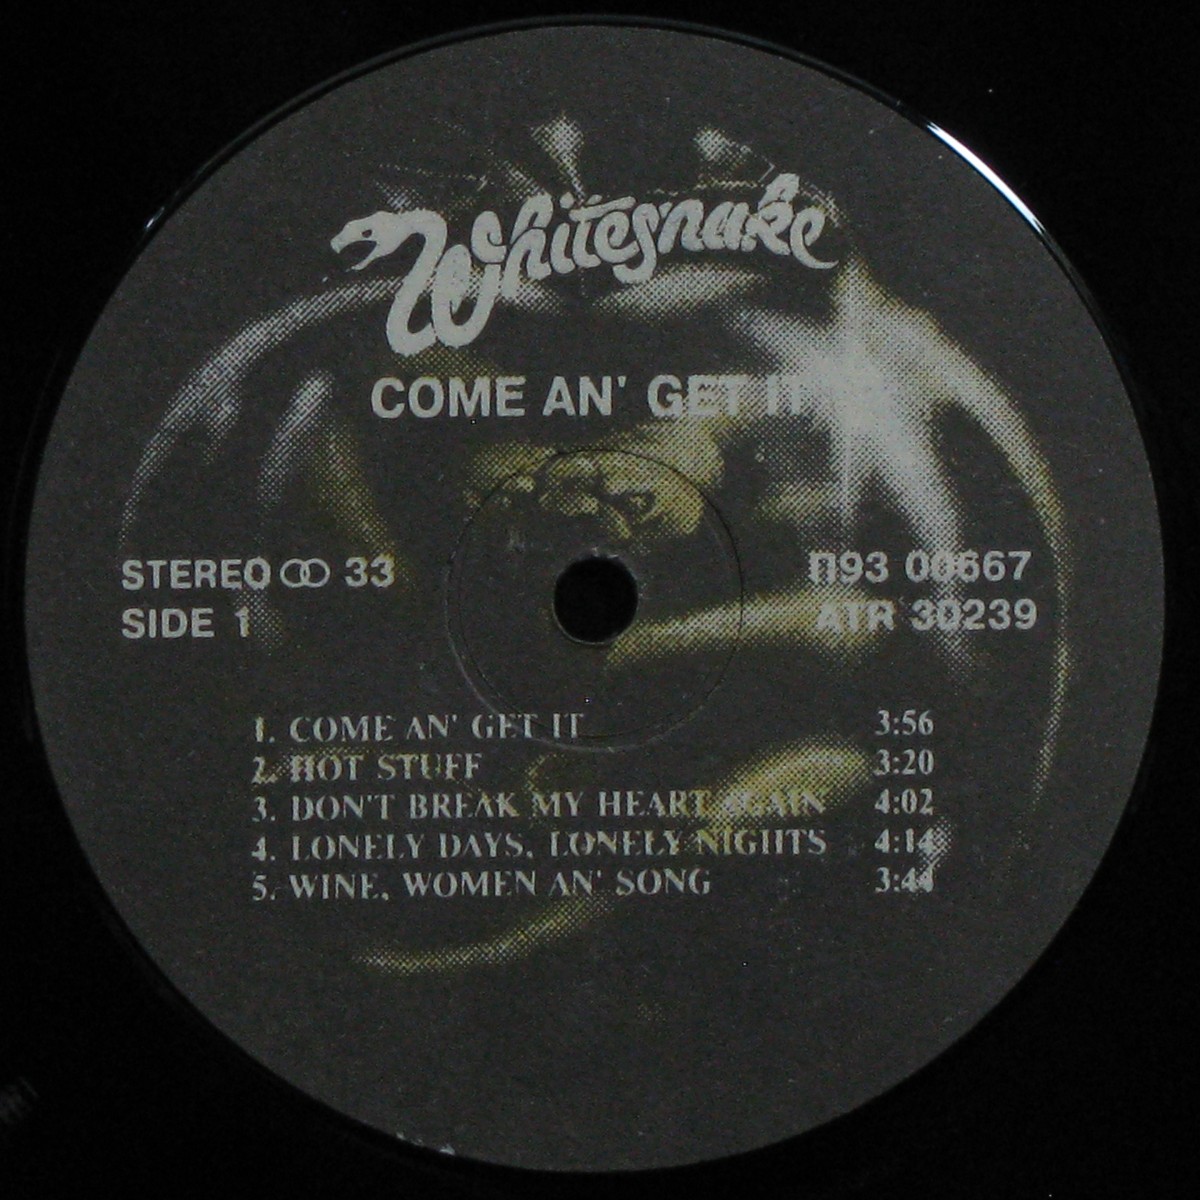 Whitesnake
COME AN' GET IT
STEREO 33
SIDE 1
П93 00667
ATR 30239
1. COME AN' GET IT 3:56
2. HOT STUFF 3:20
3. DON'T BREAK MY HEART AGAIN 4:02
4. LONELY DAYS, LONELY NIGHTS 4:14
5. WINE, WOMEN AN' SONG 3:44